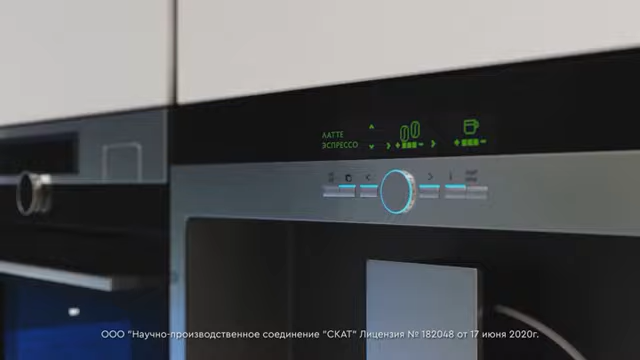 ЛАТТЕ
ЭСПРЕССО
ООО "Научно-производственное соединение "СКАТ" Лицензия № 182048 от 17 июня 2020г.